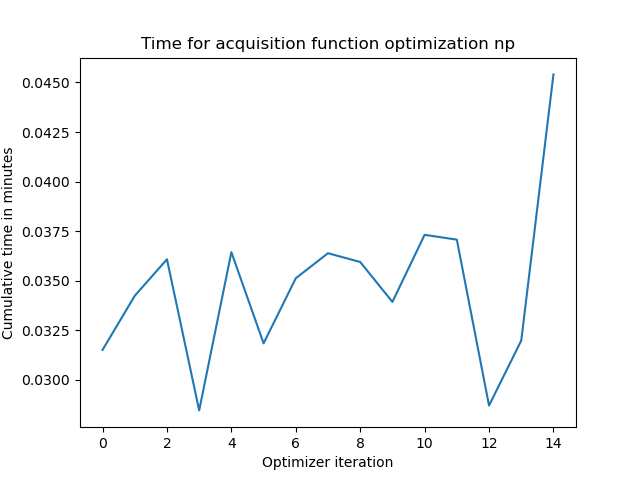 Time for acquisition function optimization np
Cumulative time in minutes
0.0450
0.0425
0.0400
0.0375
0.0350
0.0325
0.0300
0 2 4 6 8 10 12 14
Optimizer iteration